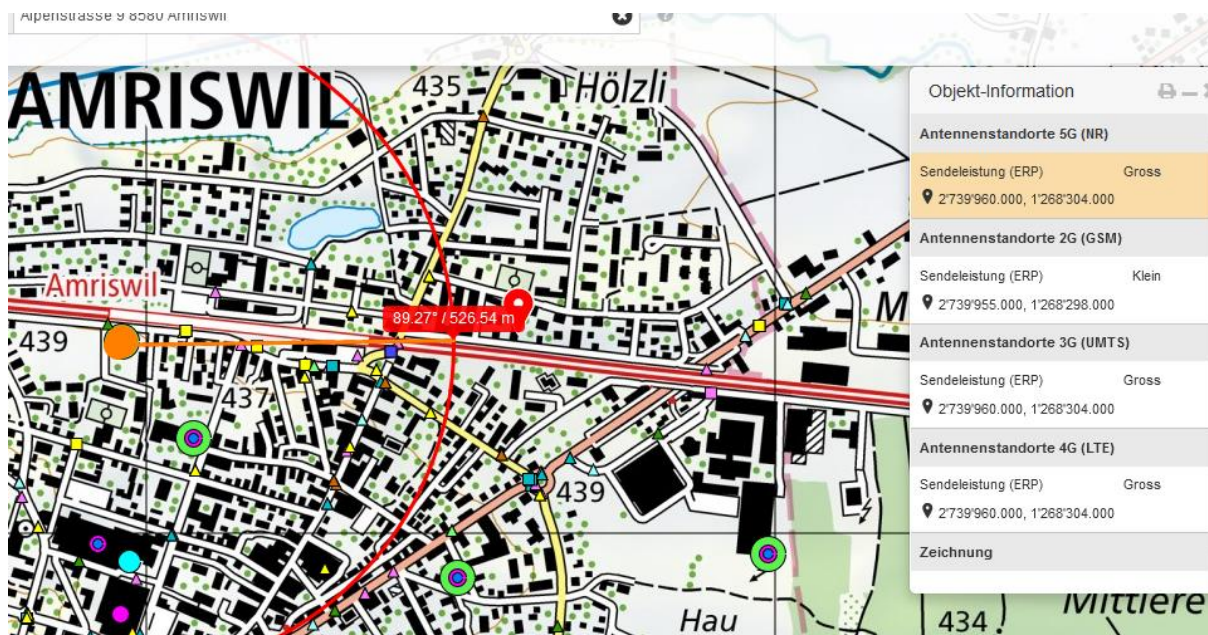 Alpenstrasse 9 8580 Amriswil
AMRISWIL
435
Hölzli
Amriswil
439
89.27° / 526.54 m
437
439
Hau
434
Mittlere
M
Objekt-Information
Antennenstandorte 5G (NR)
Sendeleistung (ERP) Gross
2'739'960.000, 1'268'304.000
Antennenstandorte 2G (GSM)
Sendeleistung (ERP) Klein
2'739'955.000, 1'268'298.000
Antennenstandorte 3G (UMTS)
Sendeleistung (ERP) Gross
2'739'960.000, 1'268'304.000
Antennenstandorte 4G (LTE)
Sendeleistung (ERP) Gross
2'739'960.000, 1'268'304.000
Zeichnung